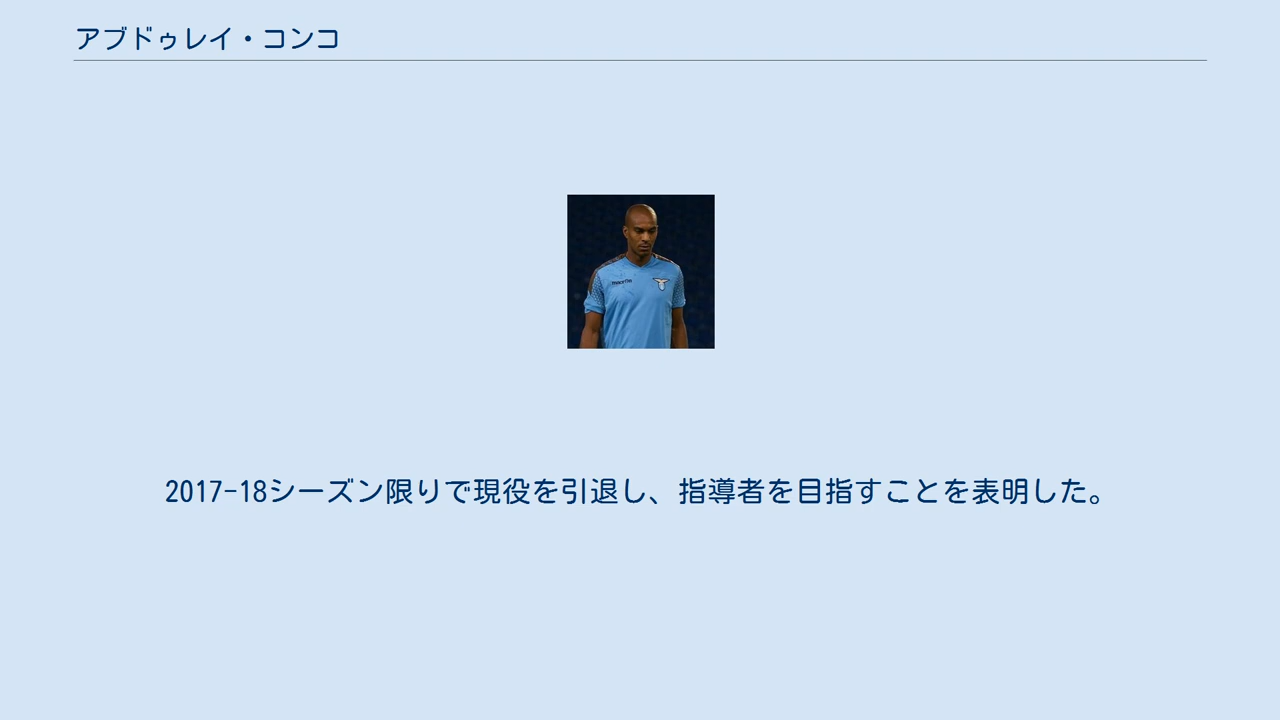 アブドゥレイ・コンコ
macron
2017-18シーズン限りで現役を引退し、指導者を目指すことを表明した。